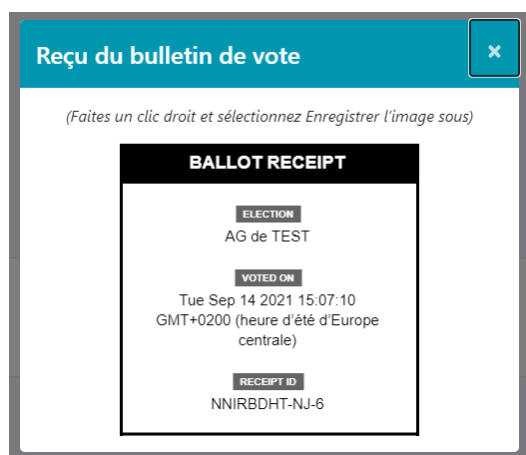 Reçu du bulletin de vote
×
(Faites un clic droit et sélectionnez Enregistrer l'image sous)
BALLOT RECEIPT
ELECTION
AG de TEST
VOTED ON
Tue Sep 14 2021 15:07:10
GMT+0200 (heure d'été d'Europe
centrale)
RECEIPT ID
NNIRBDHT-NJ-6